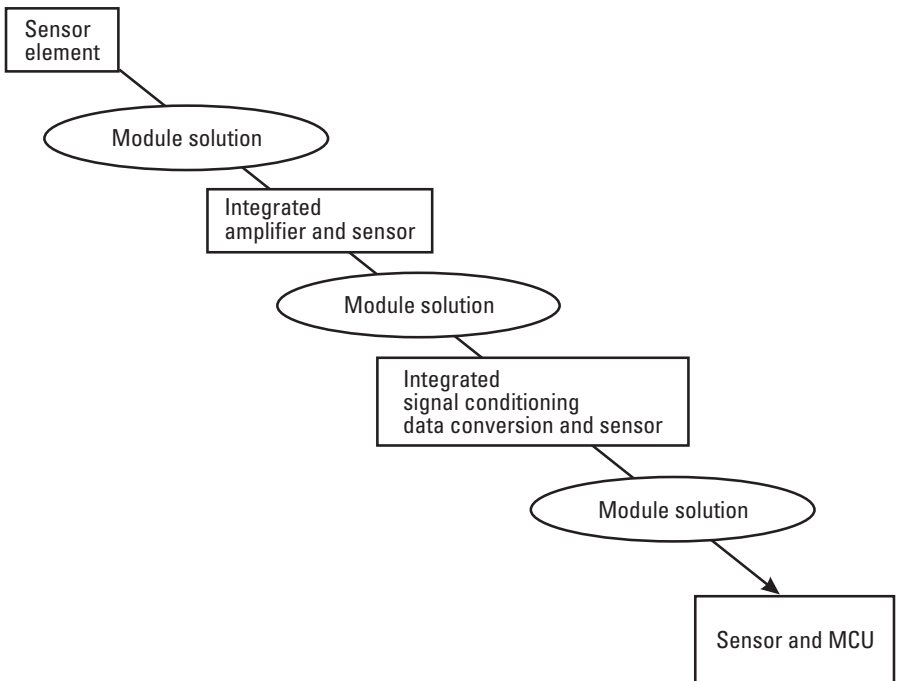 Sensor
element
Module solution
Integrated
amplifier and sensor
Module solution
Integrated
signal conditioning
data conversion and sensor
Module solution
Sensor and MCU